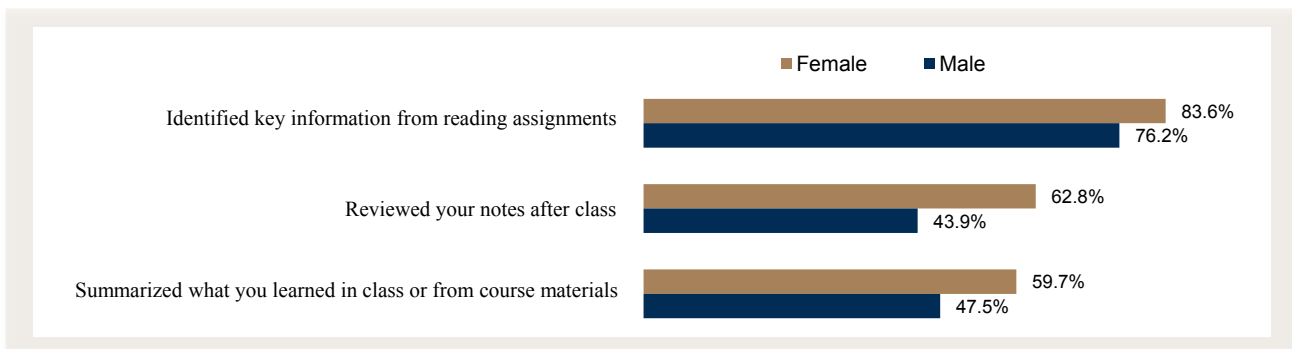 Female Male
Identified key information from reading assignments
83.6%
76.2%
Reviewed your notes after class
62.8%
43.9%
Summarized what you learned in class or from course materials
59.7%
47.5%